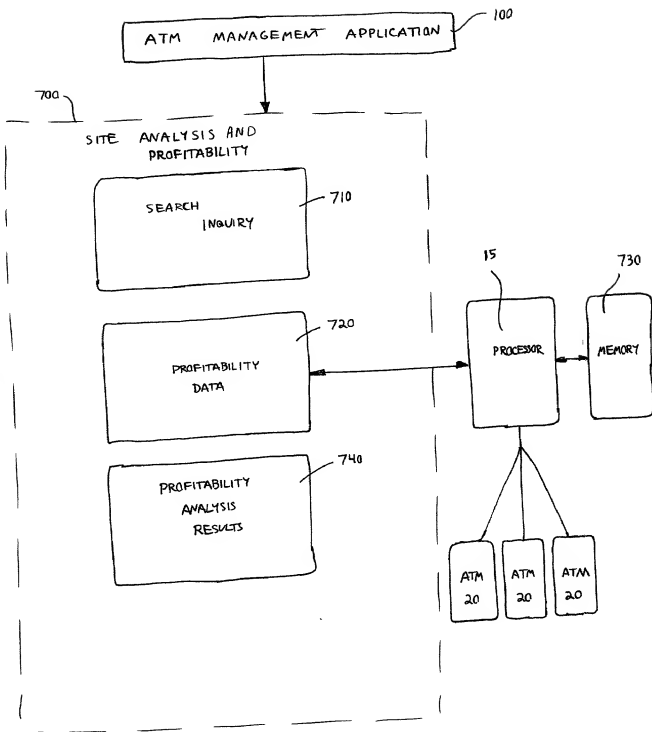 100
ATM MANAGEMENT APPLICATION
700
SITE ANALYSIS AND
PROFITABILITY
710
SEARCH
INQUIRY
15
730
720
PROCESSOR
MEMORY
PROFITABILITY
DATA
740
PROFITABILITY
ANALYSIS
RESULTS
ATM
20
ATM
20
ATM
20